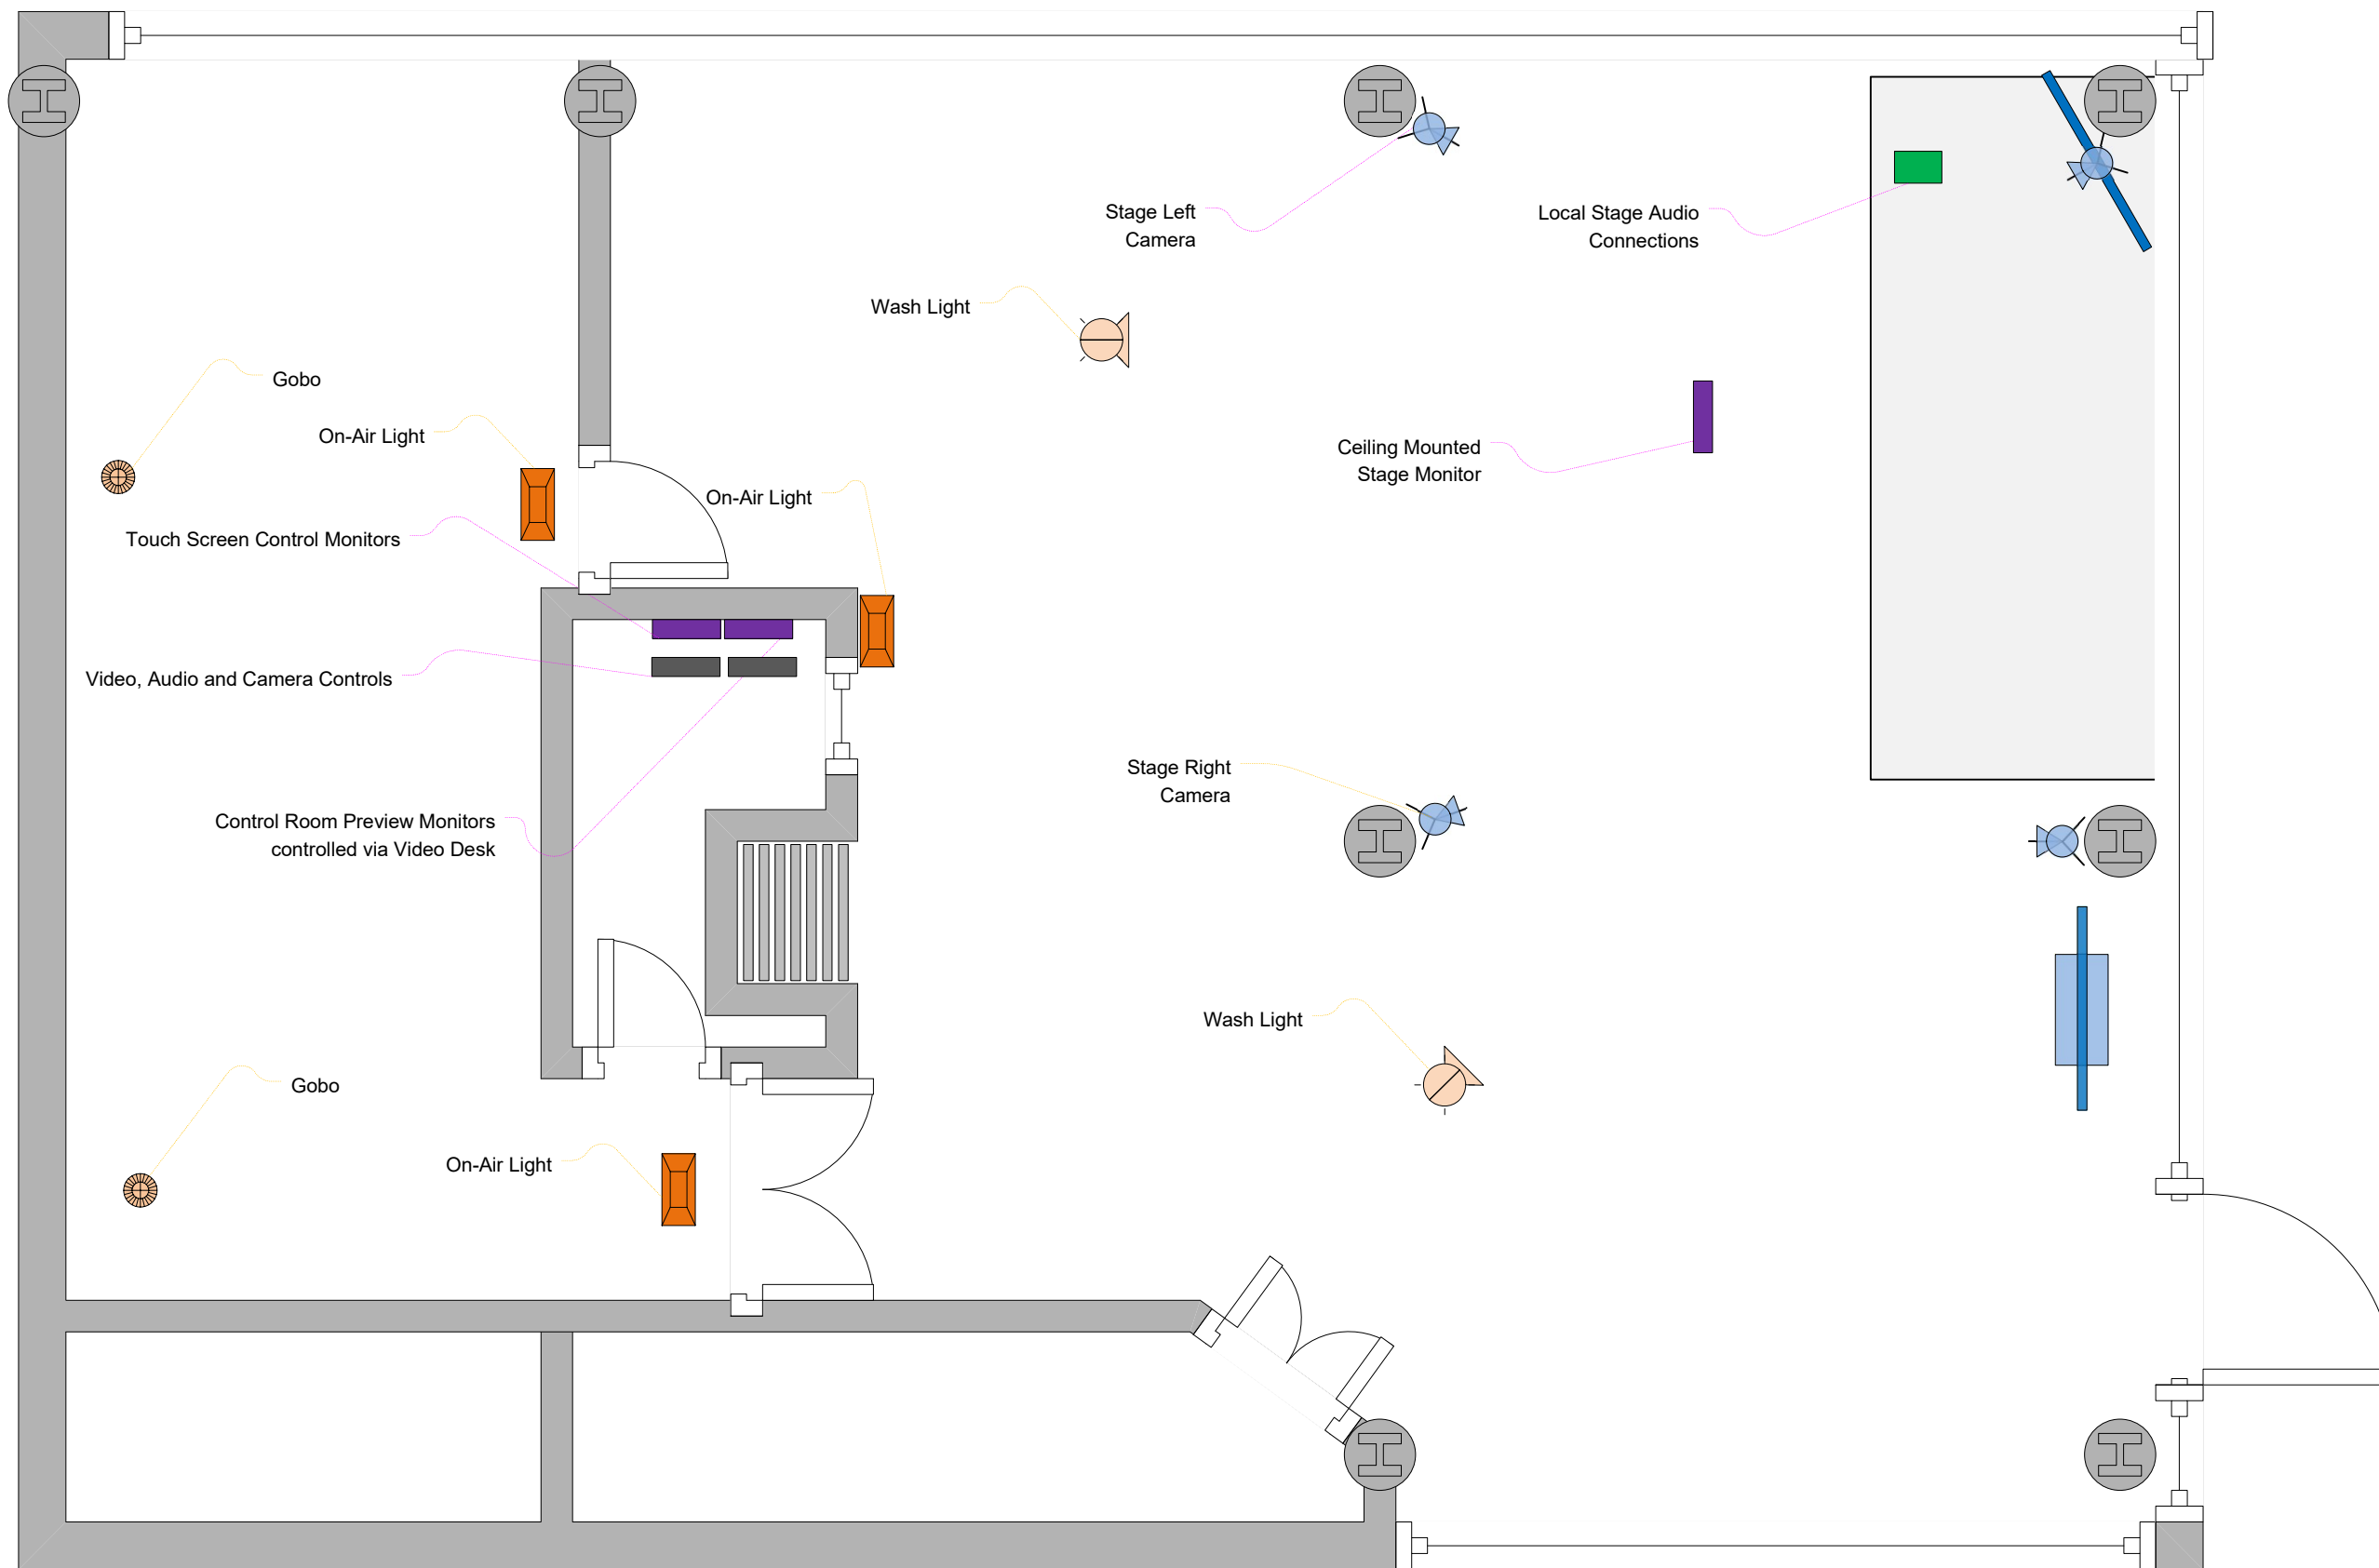 Stage Left
Camera
Local Stage Audio
Connections
Wash Light
Gobo
On-Air Light
Ceiling Mounted
Stage Monitor
On-Air Light
Touch Screen Control Monitors
Video, Audio and Camera Controls
Stage Right
Camera
Control Room Preview Monitors
controlled via Video Desk
Wash Light
Gobo
On-Air Light